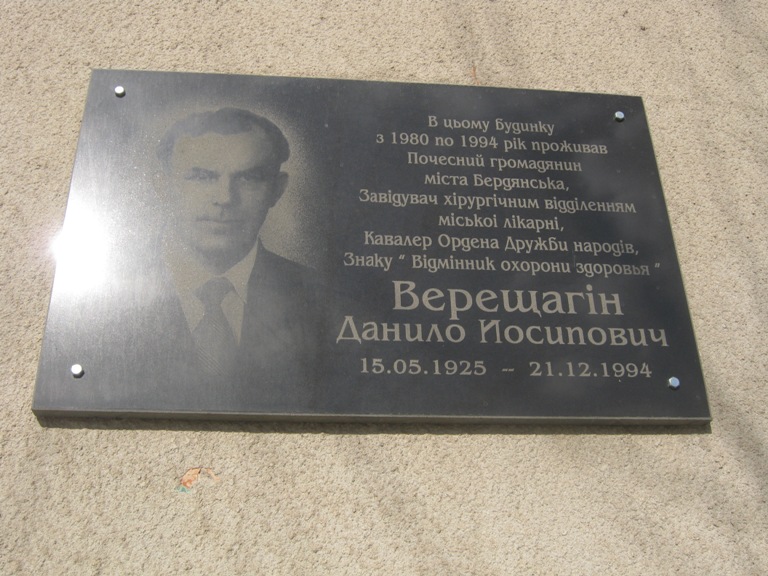 В цьому Будинку
з 1980 по 1994 рік проживав
Почесний громадянин
міста Бердянська,
Завідувач хірургічним відділенням
міської лікарні,
Кавалер Ордена Дружби народів,
Знаку " Відмінник охорони здоровья "
Верещагін
Данило Иосипович
15.05.1925 -- 21.12.1994